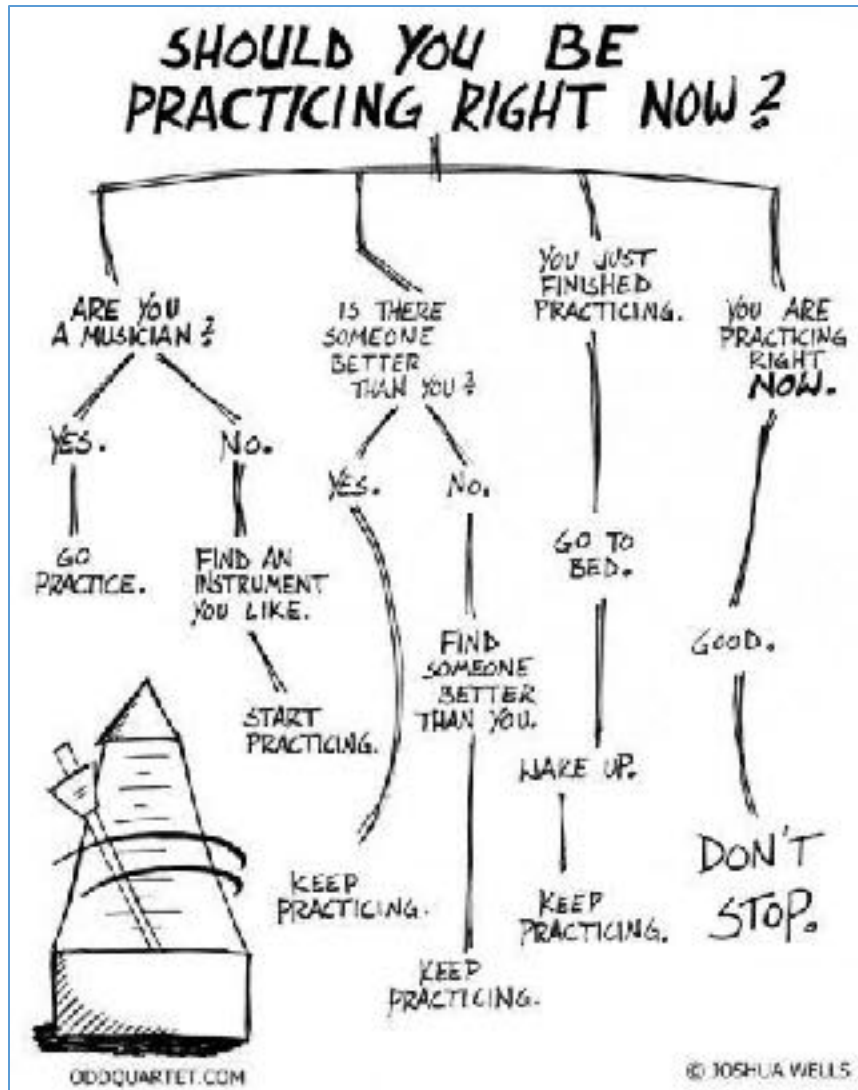 SHOULD YOU BE
PRACTICING RIGHT NOW?
ARE YOU
A MUSICIAN?
YES.
GO
PRACTICE.
NO.
FIND AN
INSTRUMENT
YOU LIKE.
START
PRACTICING.
IS THERE
SOMEONE
BETTER
THAN YOU?
YES.
KEEP
PRACTICING.
NO.
FIND
SOMEONE
BETTER
THAN YOU.
KEEP
PRACTICING.
YOU JUST
FINISHED
PRACTICING.
GO TO
BED.
WAKE UP.
KEEP
PRACTICING.
YOU ARE
PRACTICING
RIGHT
NOW.
GOOD.
DON'T
STOP.
ODDQUARTET.COM
© JOSHUA WELLS